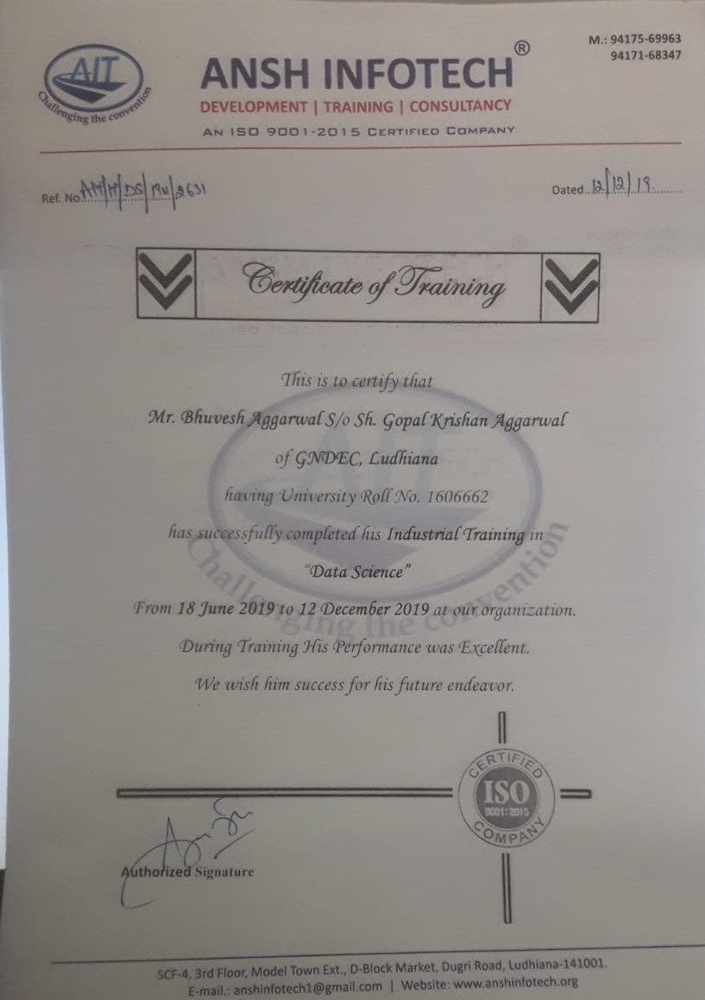 AIT
Challenging the convention
ANSH INFOTECH®
DEVELOPMENT | TRAINING | CONSULTANCY
AN ISO 9001-2015 CERTIFIED COMPANY
M.: 94175-69963
94171-68347
Ref. No.
Dated..12/12/19.
Certificate of Training
This is to certify that
Mr. Bhuvesh Aggarwal S/o Sh. Gopal Krishan Aggarwal
of GNDEC, Ludhiana
having University Roll No. 1606662
has successfully completed his Industrial Training in
"Data Science"
From 18 June 2019 to 12 December 2019 at our organization.
During Training His Performance was Excellent.
We wish him success for his future endeavor.
AIT
Challenging the convention
CERTIFIED
ISO
9001:2015
COMPANY
Authorized Signature
SCF-4, 3rd Floor, Model Town Ext., D-Block Market, Dugri Road, Ludhiana-141001.
E-mail.: anshinfotech1@gmail.com | Website: www.anshinfotech.org